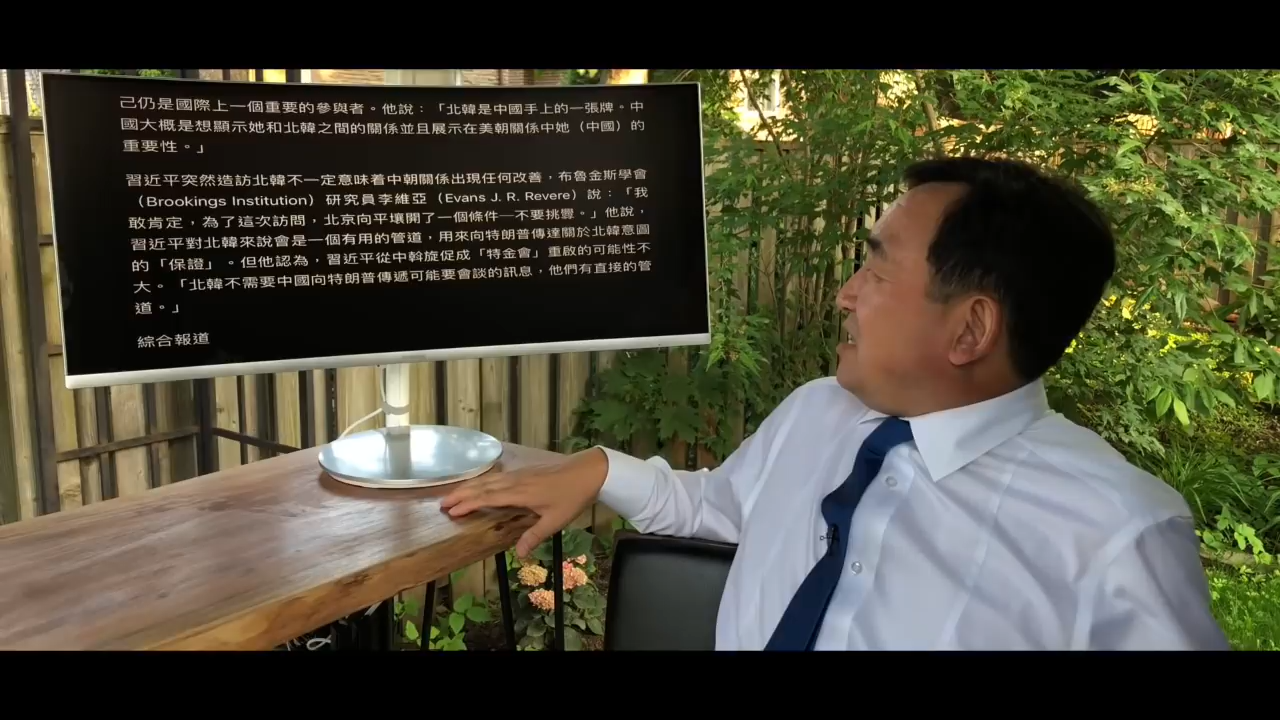 己仍是國際上一個重要的參與者。他說：「北韓是中國手上的一張牌。中
國大概是想顯示她和北韓之間的關係並且展示在美朝關係中她（中國）的
重要性。」
習近平突然造訪北韓不一定意味着中朝關係出現任何改善，布魯金斯學會
（Brookings Institution）研究員李維亞（Evans J. R. Revere）說：「我
敢肯定，為了這次訪問，北京向平壤開了一個條件─不要挑釁。」他說，
習近平對北韓來說會是一個有用的管道，用來向特朗普傳達關於北韓意圖
的「保證」。但他認為，習近平從中斡旋促成「特金會」重啟的可能性不
大。「北韓不需要中國向特朗普傳遞可能要會談的訊息，他們有直接的管
道。」
綜合報道